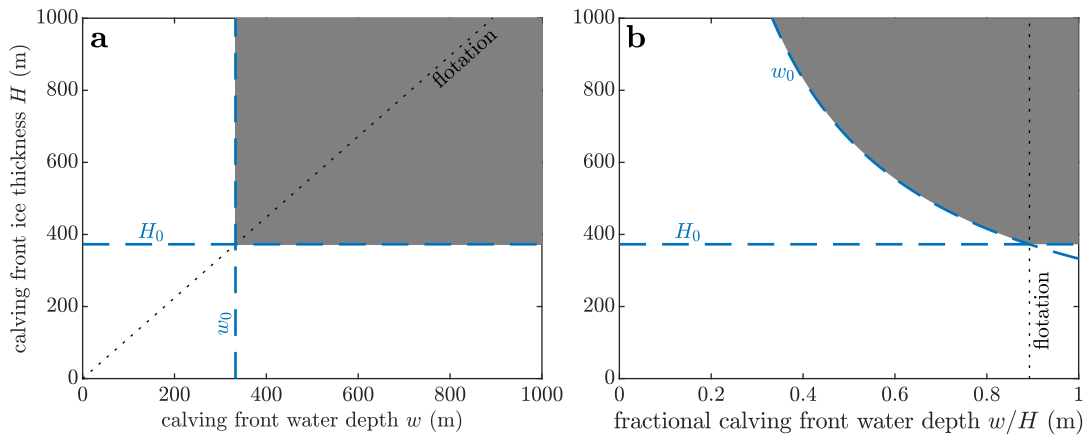 a
calving front ice thickness H (m)
1000
800
600
400
200
0
flotation
H₀
w₀
0 200 400 600 800 1000
calving front water depth w (m)
b
1000
800
600
400
200
0
w₀
H₀
flotation
0 0.2 0.4 0.6 0.8 1
fractional calving front water depth w/H (m)